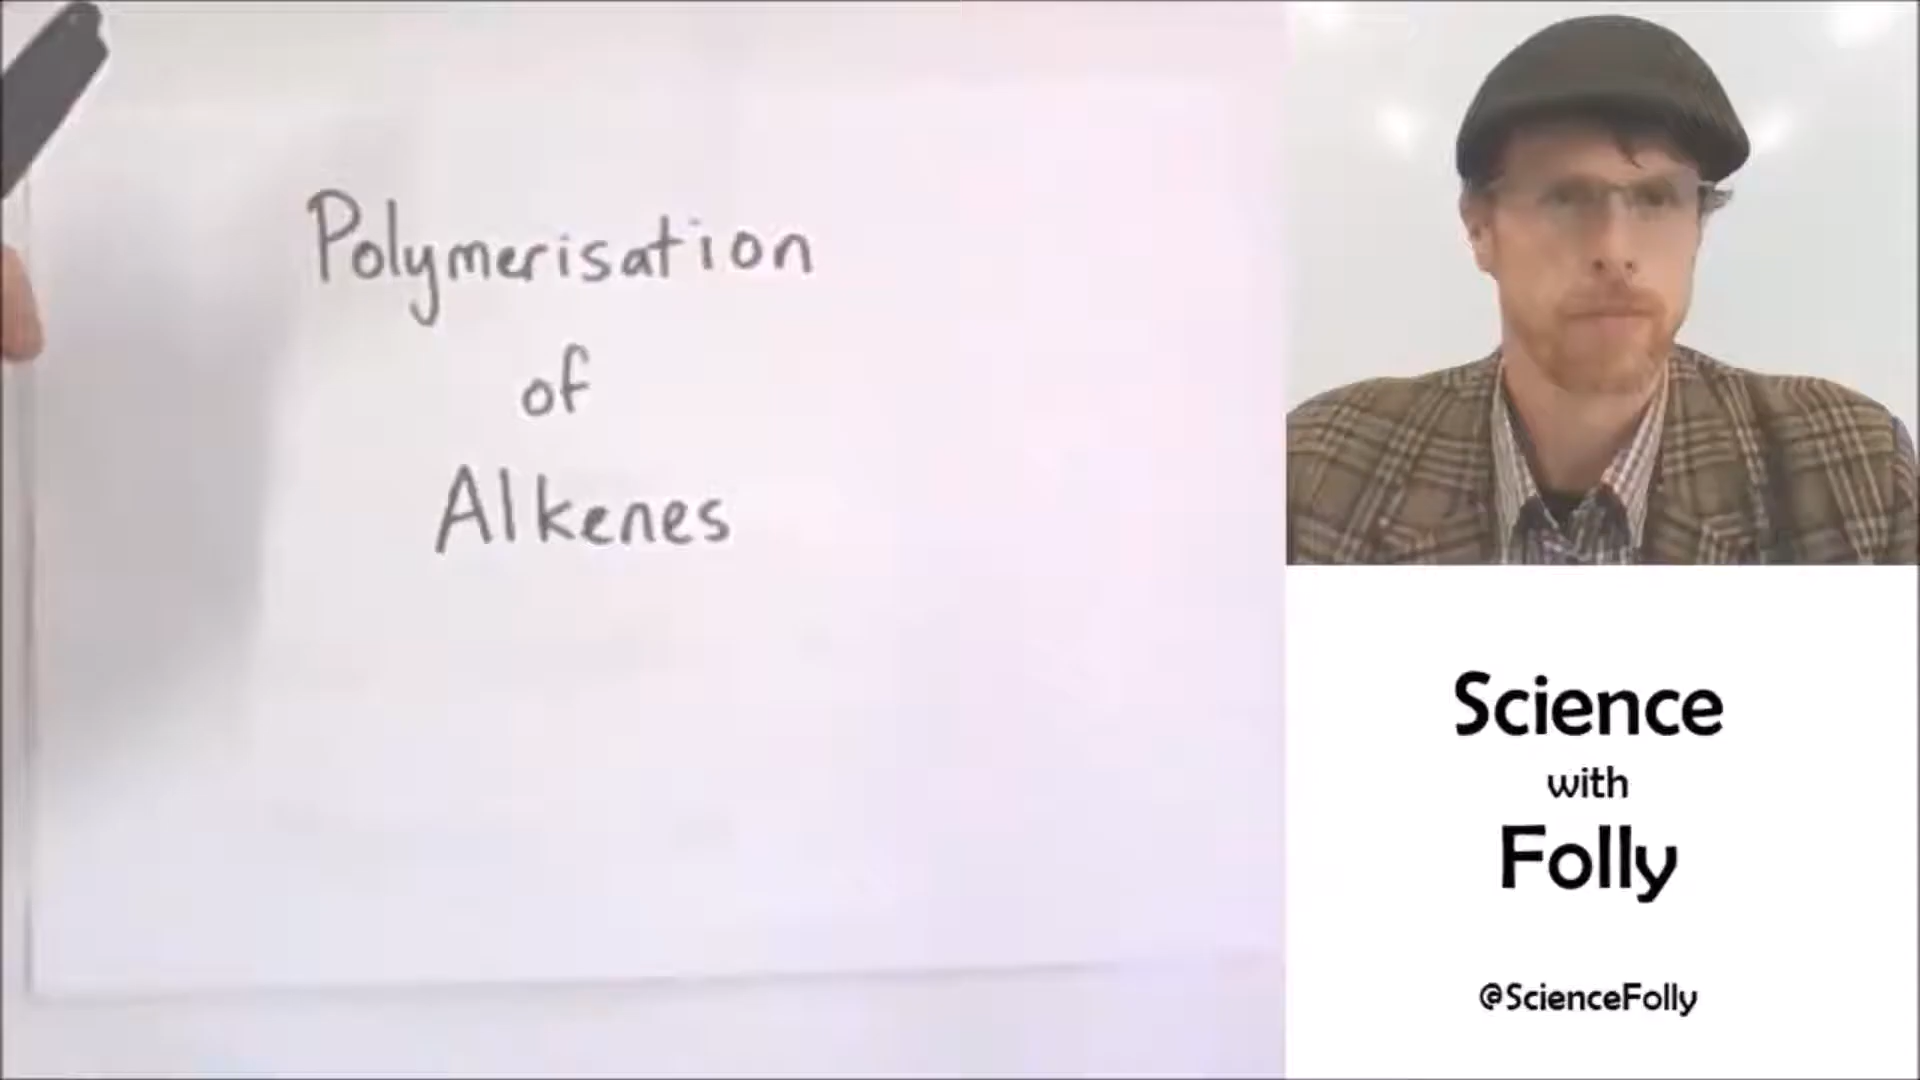 Polymerisation
of
Alkenes
Science
with
Folly
@ScienceFolly